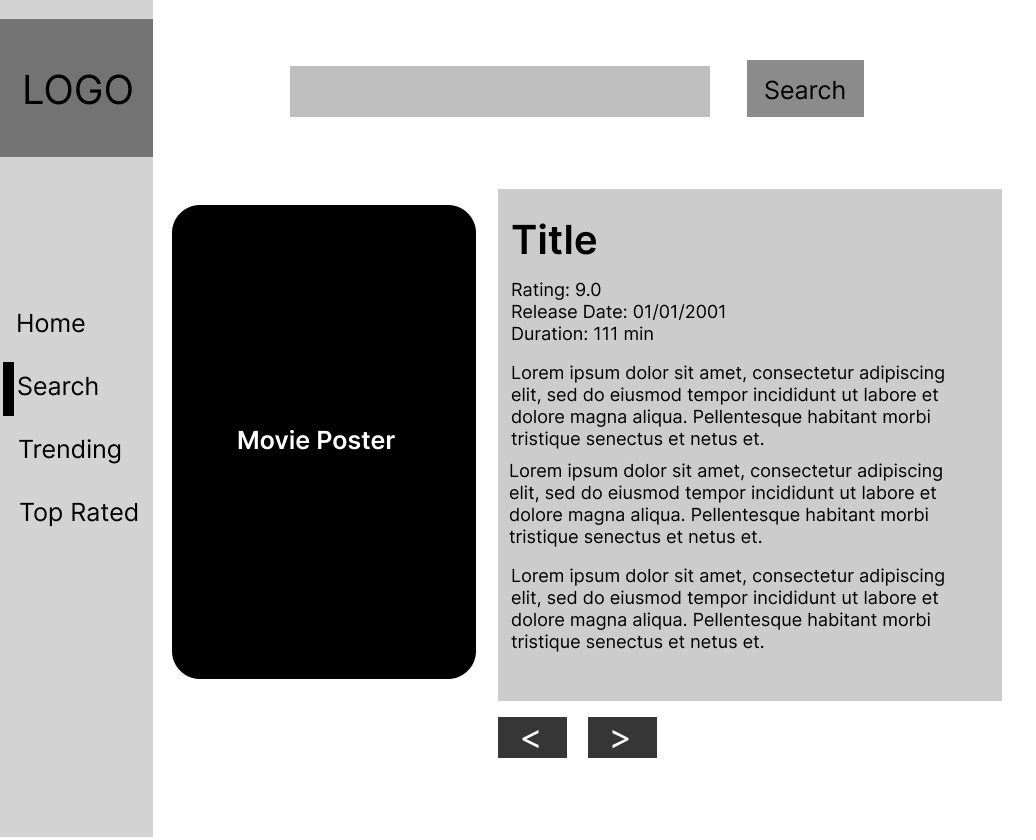 LOGO
Search
Home
Search
Trending
Top Rated
Movie Poster
Title
Rating: 9.0
Release Date: 01/01/2001
Duration: 111 min
Lorem ipsum dolor sit amet, consectetur adipiscing
elit, sed do eiusmod tempor incididunt ut labore et
dolore magna aliqua. Pellentesque habitant morbi
tristique senectus et netus et.
Lorem ipsum dolor sit amet, consectetur adipiscing
elit, sed do eiusmod tempor incididunt ut labore et
dolore magna aliqua. Pellentesque habitant morbi
tristique senectus et netus et.
Lorem ipsum dolor sit amet, consectetur adipiscing
elit, sed do eiusmod tempor incididunt ut labore et
dolore magna aliqua. Pellentesque habitant morbi
tristique senectus et netus et.
< >